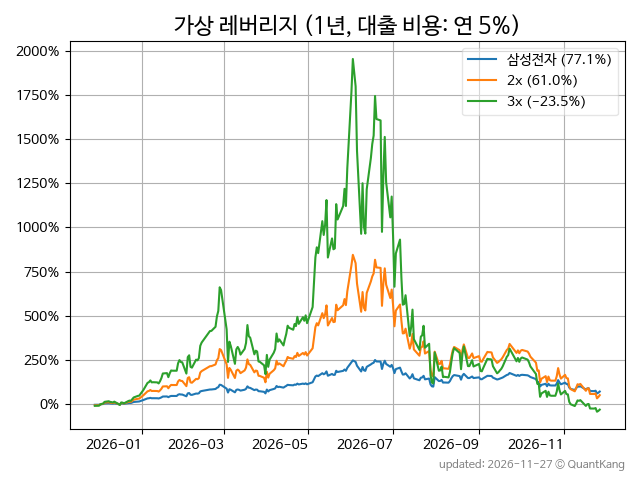 가상 레버리지 (1년, 대출 비용: 연 5%)
2000%
1750%
1500%
1250%
1000%
750%
500%
250%
0%
삼성전자 (77.1%)
2x (61.0%)
3x (−23.5%)
2026-01 2026-03 2026-05 2026-07 2026-09 2026-11
updated: 2026-11-27 ⓒ QuantKang